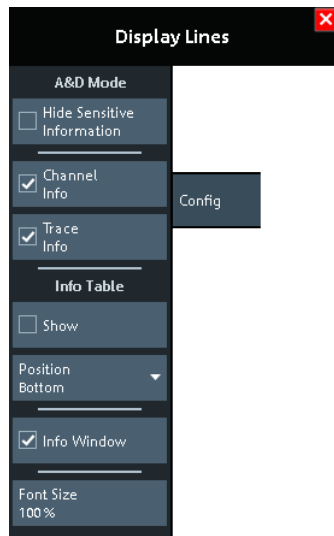 Display Lines
A&D Mode
Hide Sensitive
Information
Channel
Info
Trace
Info
Config
Info Table
Show
Position
Bottom
Info Window
Font Size
100 %